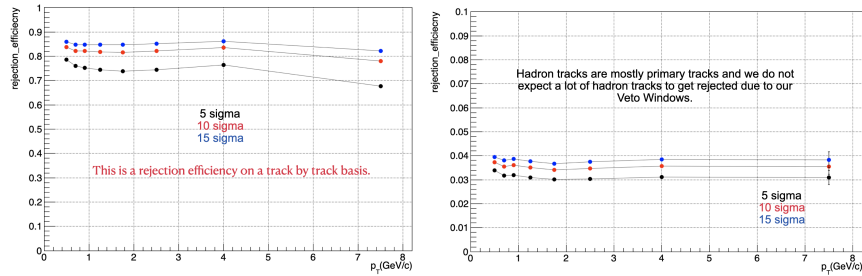 rejection_efficiecny
1
0.9
0.8
0.7
0.6
0.5
0.4
0.3
0.2
0.1
0
5 sigma
10 sigma
15 sigma
This is a rejection efficiency on a track by track basis.
0 1 2 3 4 5 6 7 8
p_T(GeV/c)
rejection_efficiecny
0.1
0.09
0.08
0.07
0.06
0.05
0.04
0.03
0.02
0.01
0
Hadron tracks are mostly primary tracks and we do not
expect a lot of hadron tracks to get rejected due to our
Veto Windows.
5 sigma
10 sigma
15 sigma
0 1 2 3 4 5 6 7 8
p_T(GeV/c)